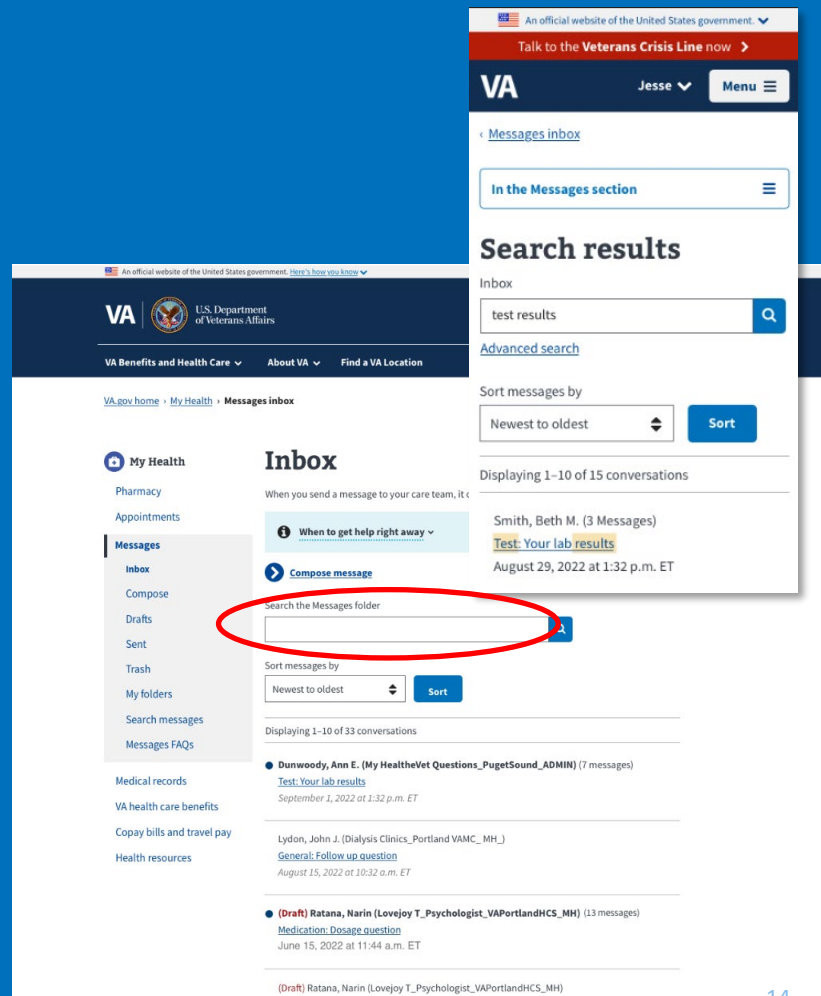 An official website of the United States government.
Talk to the Veterans Crisis Line now
VA
Jesse
Menu
‹ Messages inbox
In the Messages section
Search results
Inbox
test results
Advanced search
Sort messages by
Newest to oldest
Sort
Displaying 1–10 of 15 conversations
Smith, Beth M. (3 Messages)
Test: Your lab results
August 29, 2022 at 1:32 p.m. ET
An official website of the United States government. Here's how you know
VA
U.S. Department
of Veterans Affairs
VA Benefits and Health Care
About VA
Find a VA Location
VA.gov home › My Health › Messages inbox
My Health
Pharmacy
Appointments
Messages
Inbox
Compose
Drafts
Sent
Trash
My folders
Search messages
Messages FAQs
Medical records
VA health care benefits
Copay bills and travel pay
Health resources
Inbox
When you send a message to your care team, it
When to get help right away
Compose message
Search the Messages folder
Sort messages by
Newest to oldest
Sort
Displaying 1–10 of 33 conversations
Dunwoody, Ann E. (My HealtheVet Questions_PugetSound_ADMIN) (7 messages)
Test: Your lab results
September 1, 2022 at 1:32 p.m. ET
Lydon, John J. (Dialysis Clinics_Portland VAMC_ MH_)
General: Follow up question
August 15, 2022 at 10:32 a.m. ET
(Draft) Ratana, Narin (Lovejoy T_Psychologist_VAPortlandHCS_MH) (13 messages)
Medication: Dosage question
June 15, 2022 at 11:44 a.m. ET
(Draft) Ratana, Narin (Lovejoy T_Psychologist_VAPortlandHCS_MH)